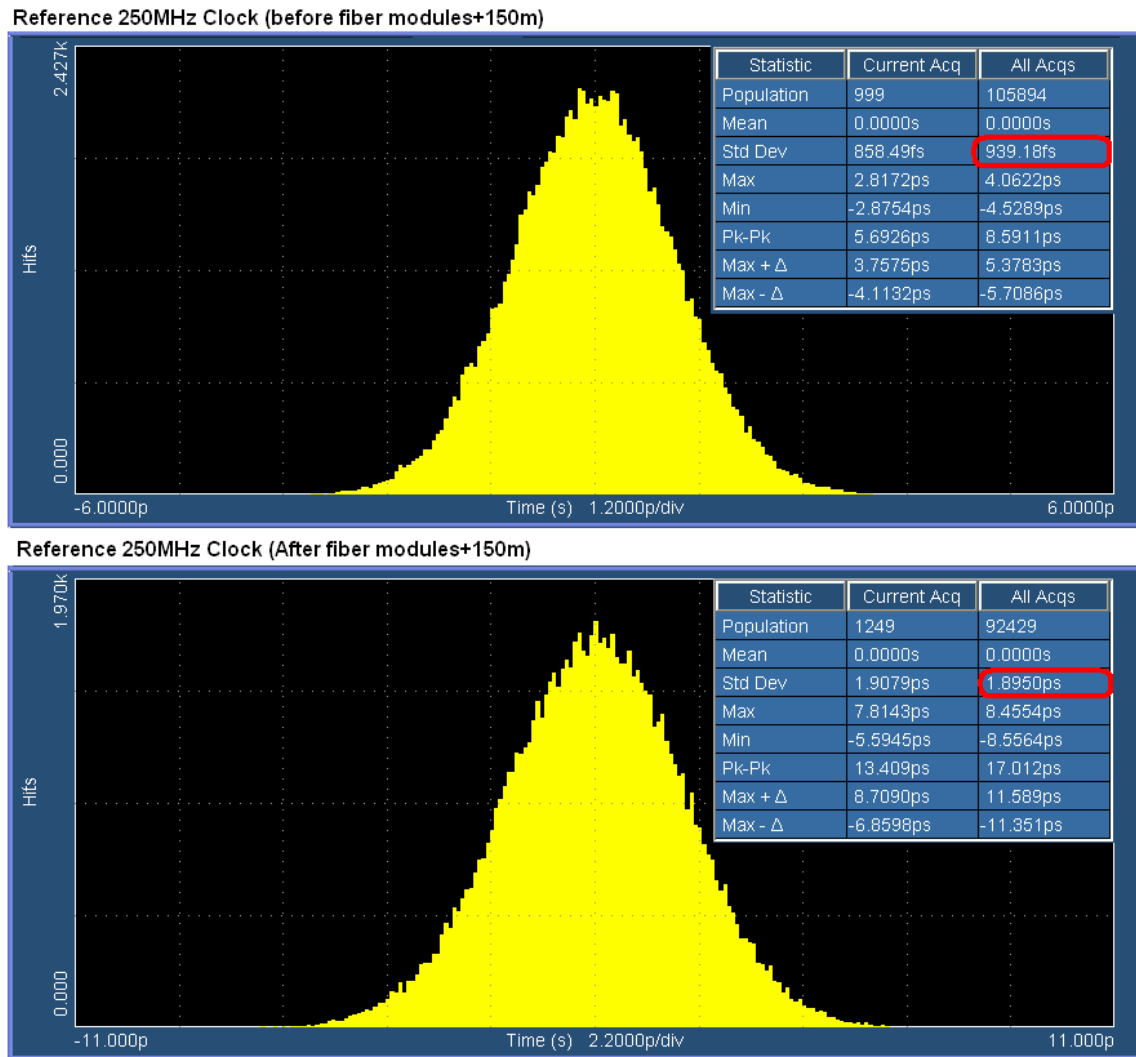 Reference 250MHz Clock (before fiber modules+150m)
2.427k
Statistic Current Acq All Acqs
Population 999 105894
Mean 0.0000s 0.0000s
Std Dev 858.49fs 939.18fs
Max 2.8172ps 4.0622ps
Min -2.8754ps -4.5289ps
Pk-Pk 5.6926ps 8.5911ps
Max + Δ 3.7575ps 5.3783ps
Max - Δ -4.1132ps -5.7086ps
Hits
0.000
-6.0000p Time (s) 1.2000p/div 6.0000p
Reference 250MHz Clock (After fiber modules+150m)
1.970k
Statistic Current Acq All Acqs
Population 1249 92429
Mean 0.0000s 0.0000s
Std Dev 1.9079ps 1.8950ps
Max 7.8143ps 8.4554ps
Min -5.5945ps -8.5564ps
Pk-Pk 13.409ps 17.012ps
Max + Δ 8.7090ps 11.589ps
Max - Δ -6.8598ps -11.351ps
Hits
0.000
-11.000p Time (s) 2.2000p/div 11.000p